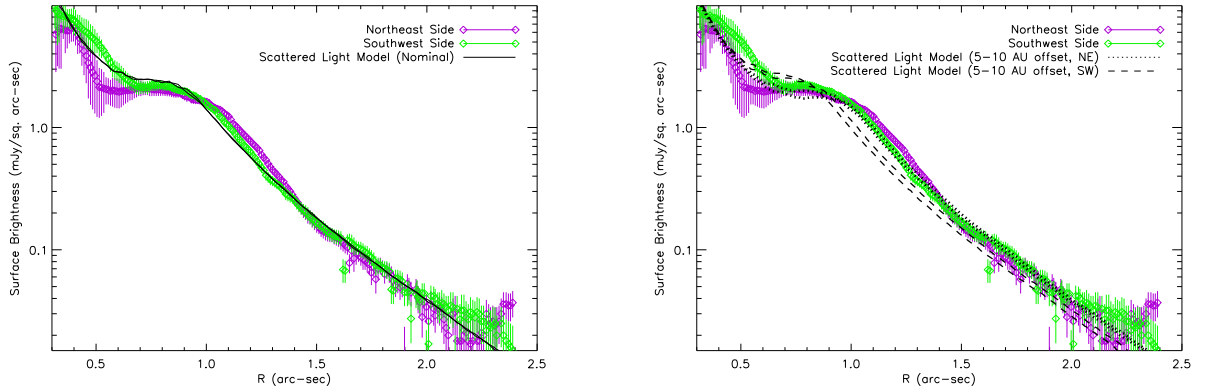 Northeast Side
Southwest Side
Scattered Light Model (Nominal)
Surface Brightness (mJy/sq. arc-sec)
1.0
0.1
0.5 1.0 1.5 2.0 2.5
R (arc-sec)
Northeast Side
Southwest Side
Scattered Light Model (5-10 AU offset, NE)
Scattered Light Model (5-10 AU offset, SW)
Surface Brightness (mJy/sq. arc-sec)
1.0
0.1
0.5 1.0 1.5 2.0 2.5
R (arc-sec)